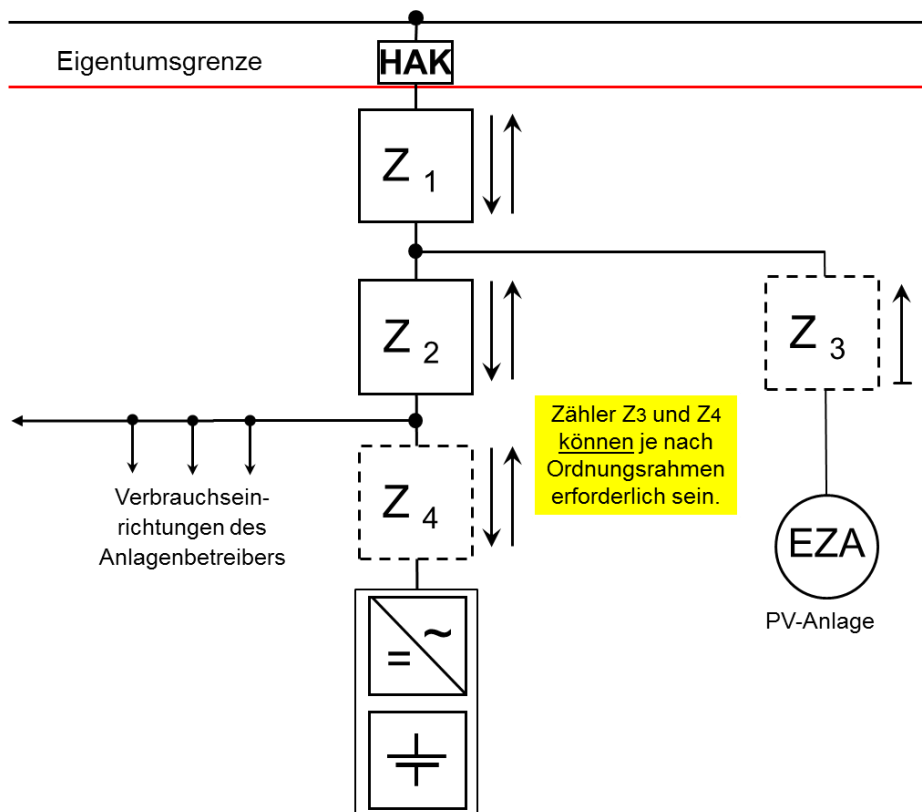 Eigentumsgrenze
HAK
Z 1
Z 2
Z 3
Zähler Z3 und Z4
können je nach
Ordnungsrahmen
erforderlich sein.
Verbrauchsein-
richtungen des
Anlagenbetreibers
Z 4
EZA
PV-Anlage
= ~